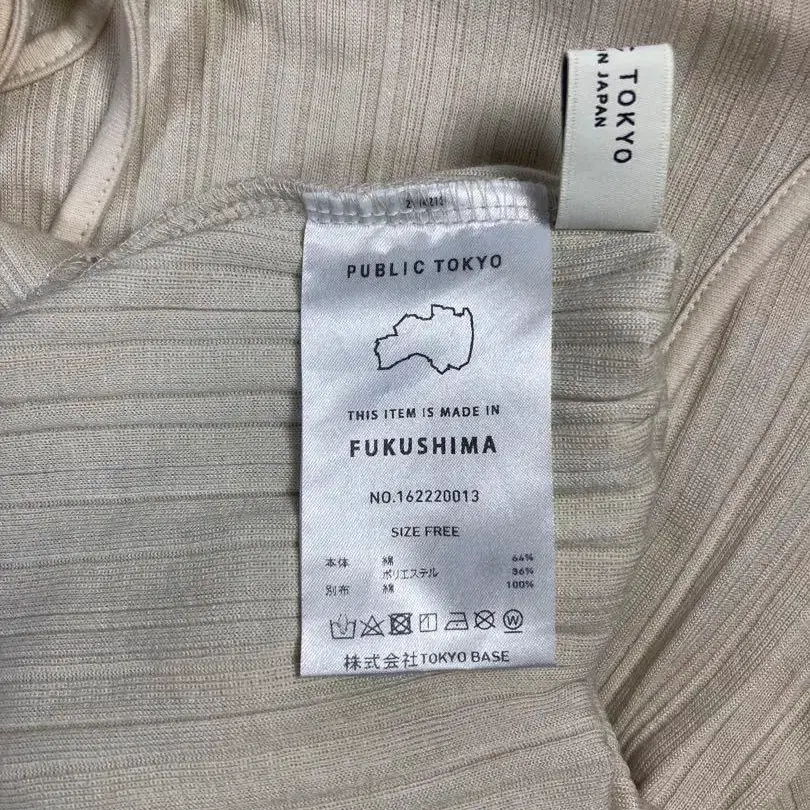 TOKYO
IN JAPAN
PUBLIC TOKYO
THIS ITEM IS MADE IN
FUKUSHIMA
NO.162220013
SIZE FREE
本体 綿 64%
ポリエステル 36%
別布 綿 100%
W
株式会社TOKYO BASE